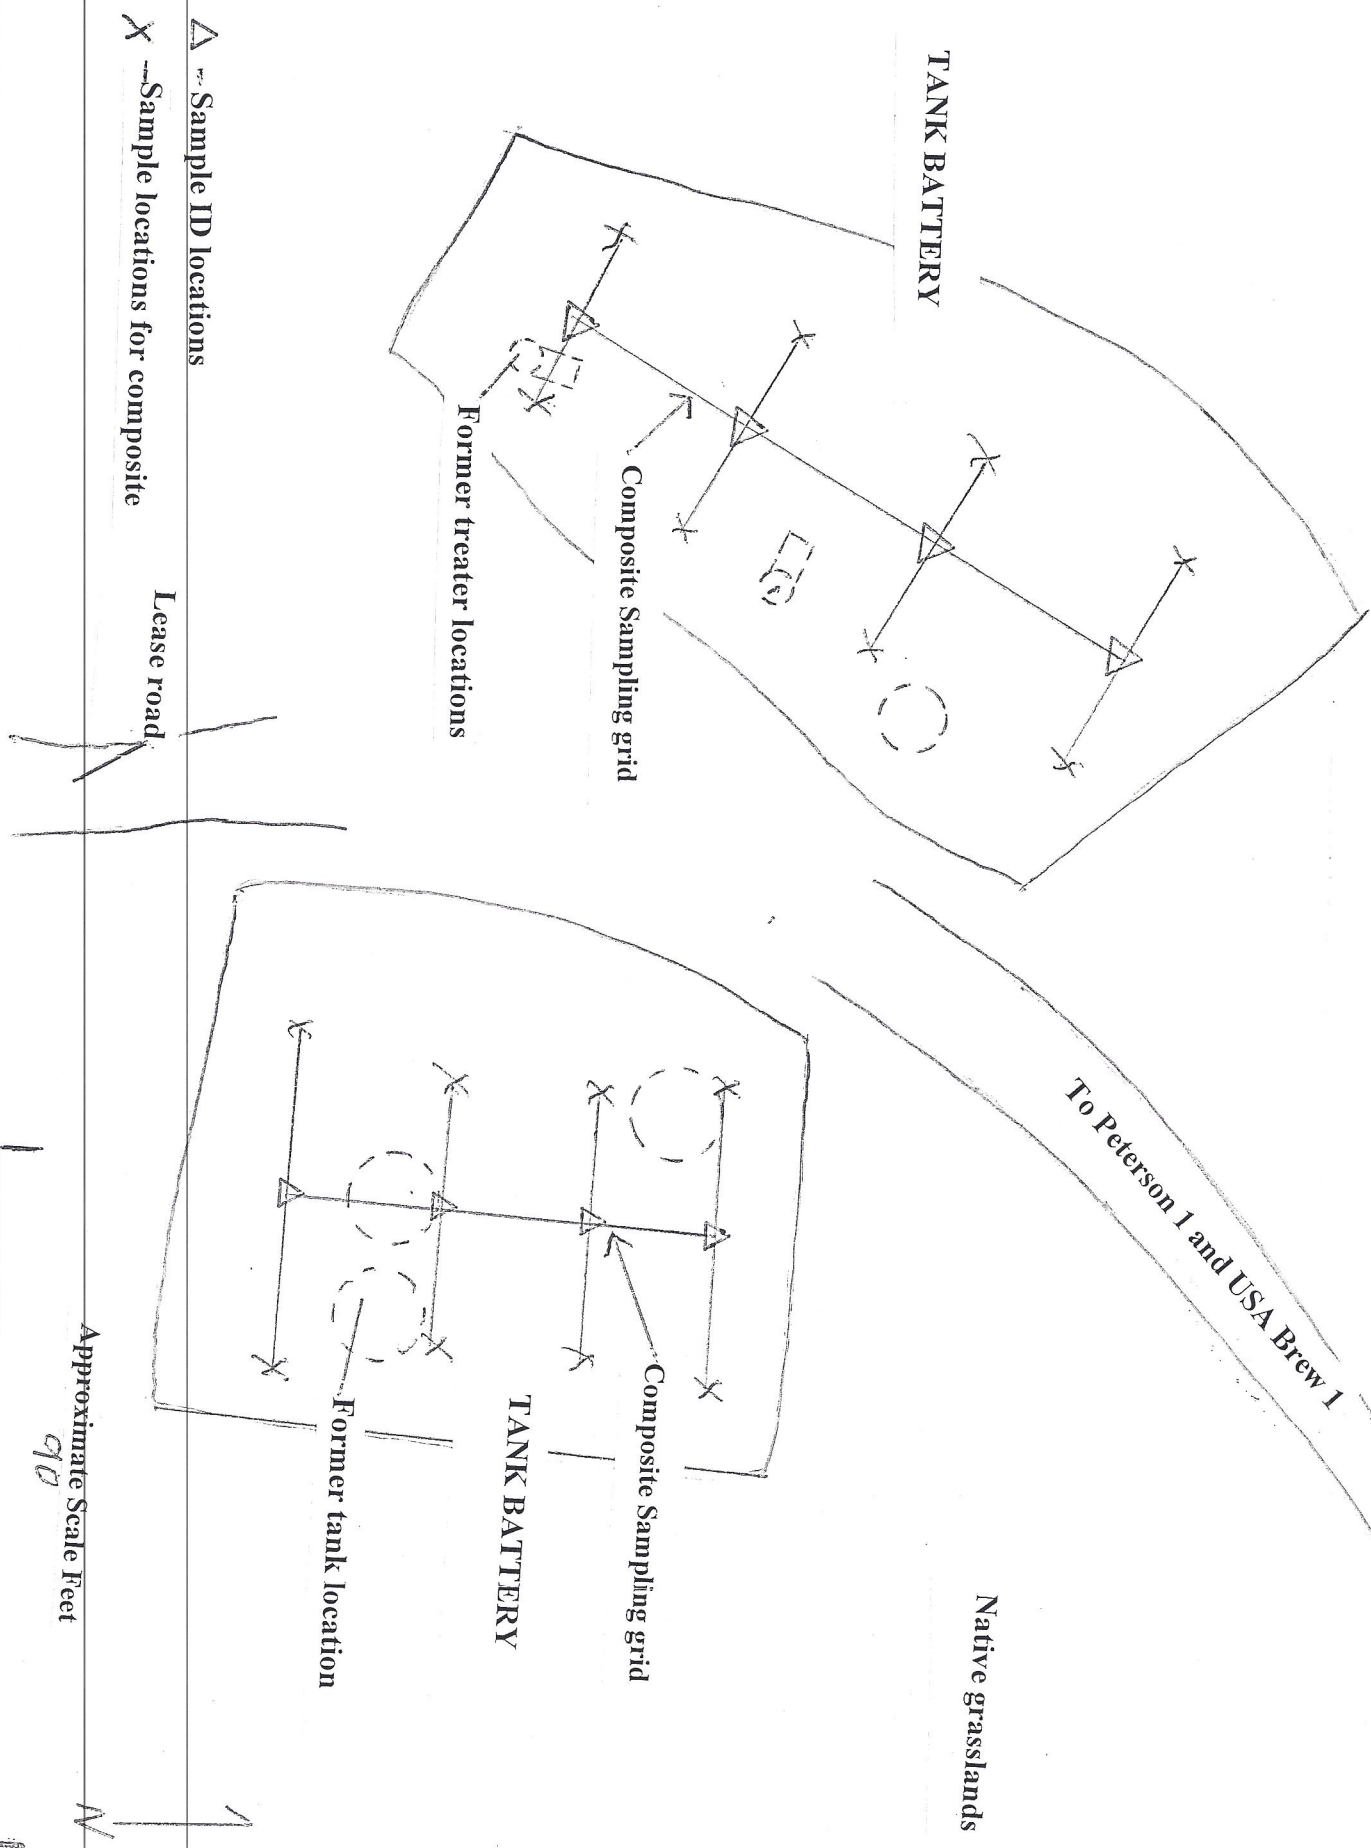 TANK BATTERY
To Peterson 1 and USA Brew 1
Native grasslands
Composite Sampling grid
Former treater locations
Composite Sampling grid
TANK BATTERY
Former tank location
△ - Sample ID locations
X - Sample locations for composite
Lease road
Approximate Scale Feet
90
N